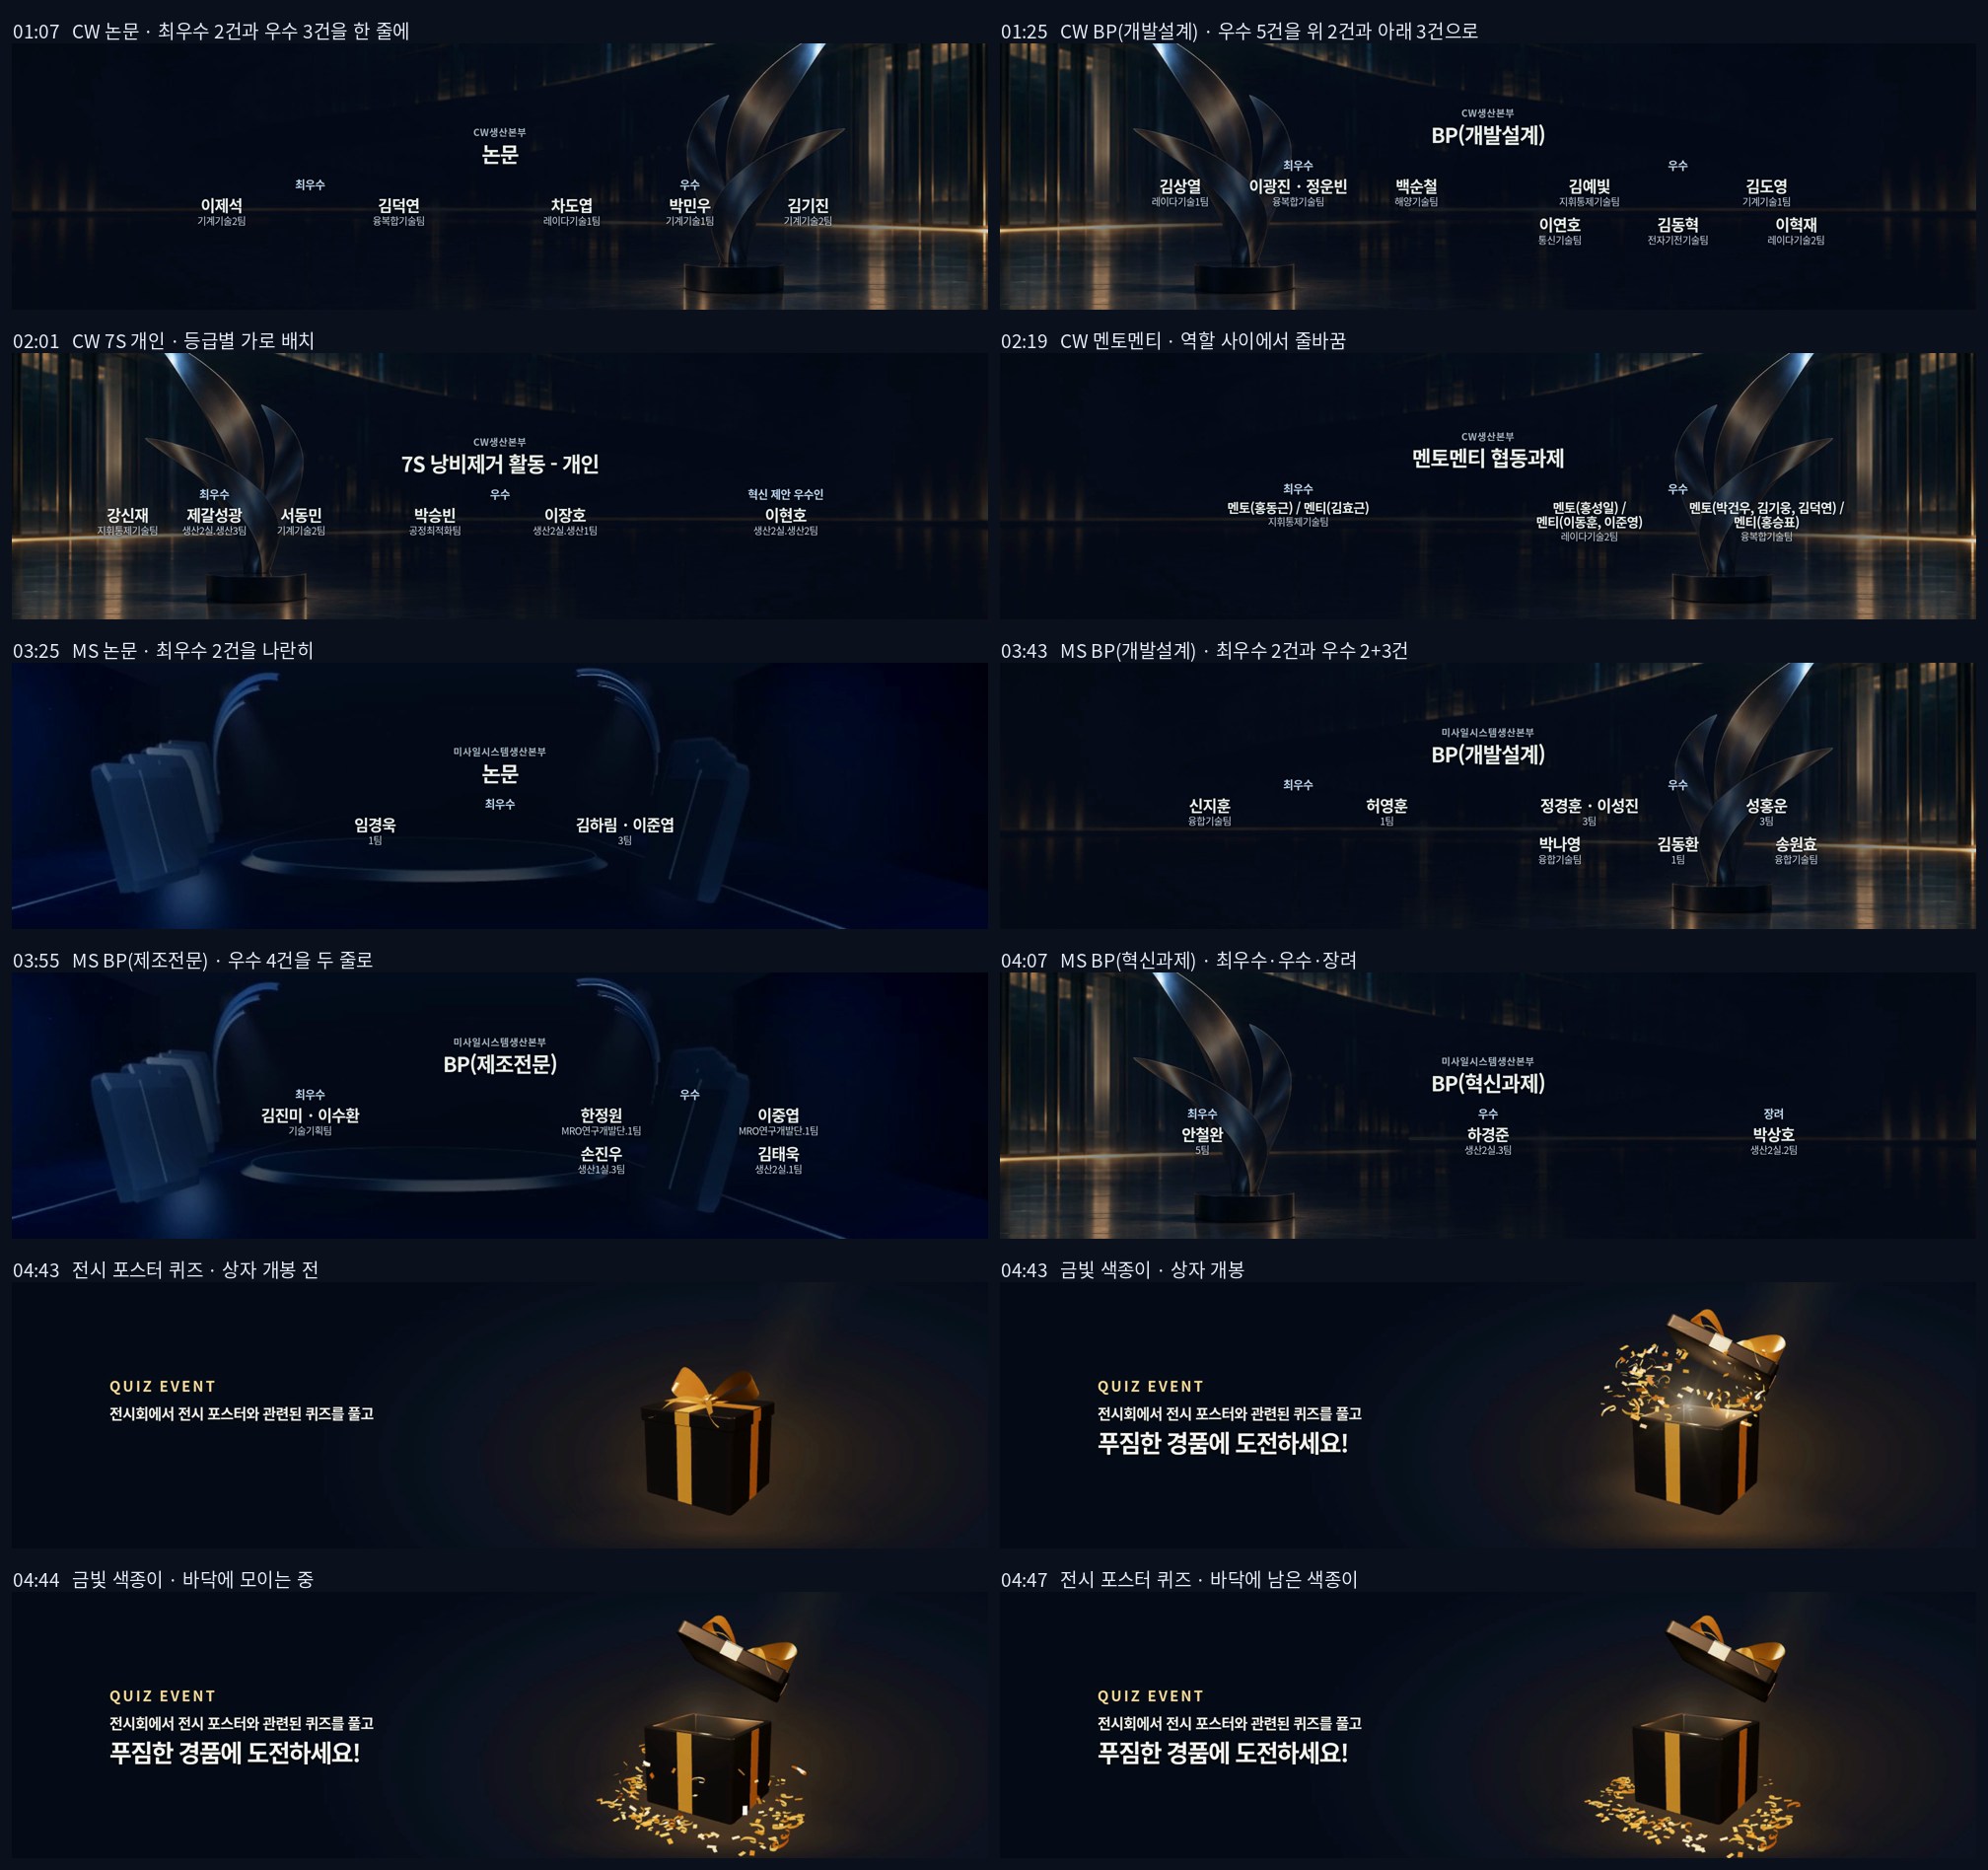 01:07 CW 논문 · 최우수 2건과 우수 3건을 한 줄에
CW생산본부
논문
최우수 우수
이제석 김덕연 차도엽 박민우 김기진
기계기술2팀 융복합기술팀 레이다기술1팀 기계기술1팀 기계기술2팀
01:25 CW BP(개발설계) · 우수 5건을 위 2건과 아래 3건으로
CW생산본부
BP(개발설계)
최우수 우수
김상열 이광진 · 정운빈 백순철 김예빛 김도영
레이다기술1팀 융복합기술팀 해양기술팀 지휘통제기술팀 기계기술1팀
이연호 김동혁 이혁재
통신기술팀 전자기전기술팀 레이다기술2팀
02:01 CW 7S 개인 · 등급별 가로 배치
CW생산본부
7S 낭비제거 활동 - 개인
최우수 우수 혁신 제안 우수인
강신재 제갈성광 서동민 박승빈 이장호 이현호
지휘통제기술팀 생산2실.생산3팀 기계기술2팀 공정최적화팀 생산2실.생산1팀 생산2실.생산2팀
02:19 CW 멘토멘티 · 역할 사이에서 줄바꿈
CW생산본부
멘토멘티 협동과제
최우수 우수
멘토(홍동근) / 멘티(김효근)
지휘통제기술팀
멘토(홍성일) /
멘티(이동훈, 이준영)
레이다기술2팀
멘토(박건우, 김기웅, 김덕연) /
멘티(홍승표)
융복합기술팀
03:25 MS 논문 · 최우수 2건을 나란히
미사일시스템생산본부
논문
최우수
임경욱 김하림 · 이준엽
1팀 3팀
03:43 MS BP(개발설계) · 최우수 2건과 우수 2+3건
미사일시스템생산본부
BP(개발설계)
최우수 우수
신지훈 허영훈 정경훈 · 이성진 성홍운
융합기술팀 1팀 3팀 3팀
박나영 김동환 송원효
융합기술팀 1팀 융합기술팀
03:55 MS BP(제조전문) · 우수 4건을 두 줄로
미사일시스템생산본부
BP(제조전문)
최우수 우수
김진미 · 이수환 한정원 이중엽
기술기획팀 MRO연구개발단.1팀 MRO연구개발단.1팀
손진우 김태욱
생산1실.3팀 생산2실.1팀
04:07 MS BP(혁신과제) · 최우수·우수·장려
미사일시스템생산본부
BP(혁신과제)
최우수 우수 장려
안철완 하경준 박상호
5팀 생산2실.3팀 생산2실.2팀
04:43 전시 포스터 퀴즈 · 상자 개봉 전
QUIZ EVENT
전시회에서 전시 포스터와 관련된 퀴즈를 풀고
04:43 금빛 색종이 · 상자 개봉
QUIZ EVENT
전시회에서 전시 포스터와 관련된 퀴즈를 풀고
푸짐한 경품에 도전하세요!
04:44 금빛 색종이 · 바닥에 모이는 중
QUIZ EVENT
전시회에서 전시 포스터와 관련된 퀴즈를 풀고
푸짐한 경품에 도전하세요!
04:47 전시 포스터 퀴즈 · 바닥에 남은 색종이
QUIZ EVENT
전시회에서 전시 포스터와 관련된 퀴즈를 풀고
푸짐한 경품에 도전하세요!